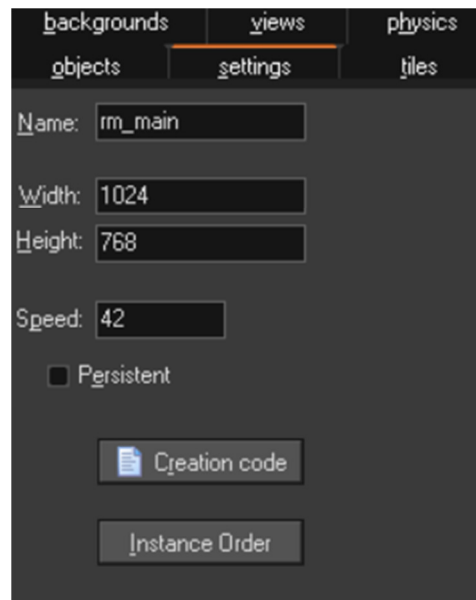 backgrounds views physics
objects settings tiles
Name: rm_main
Width: 1024
Height: 768
Speed: 42
Persistent
Creation code
Instance Order